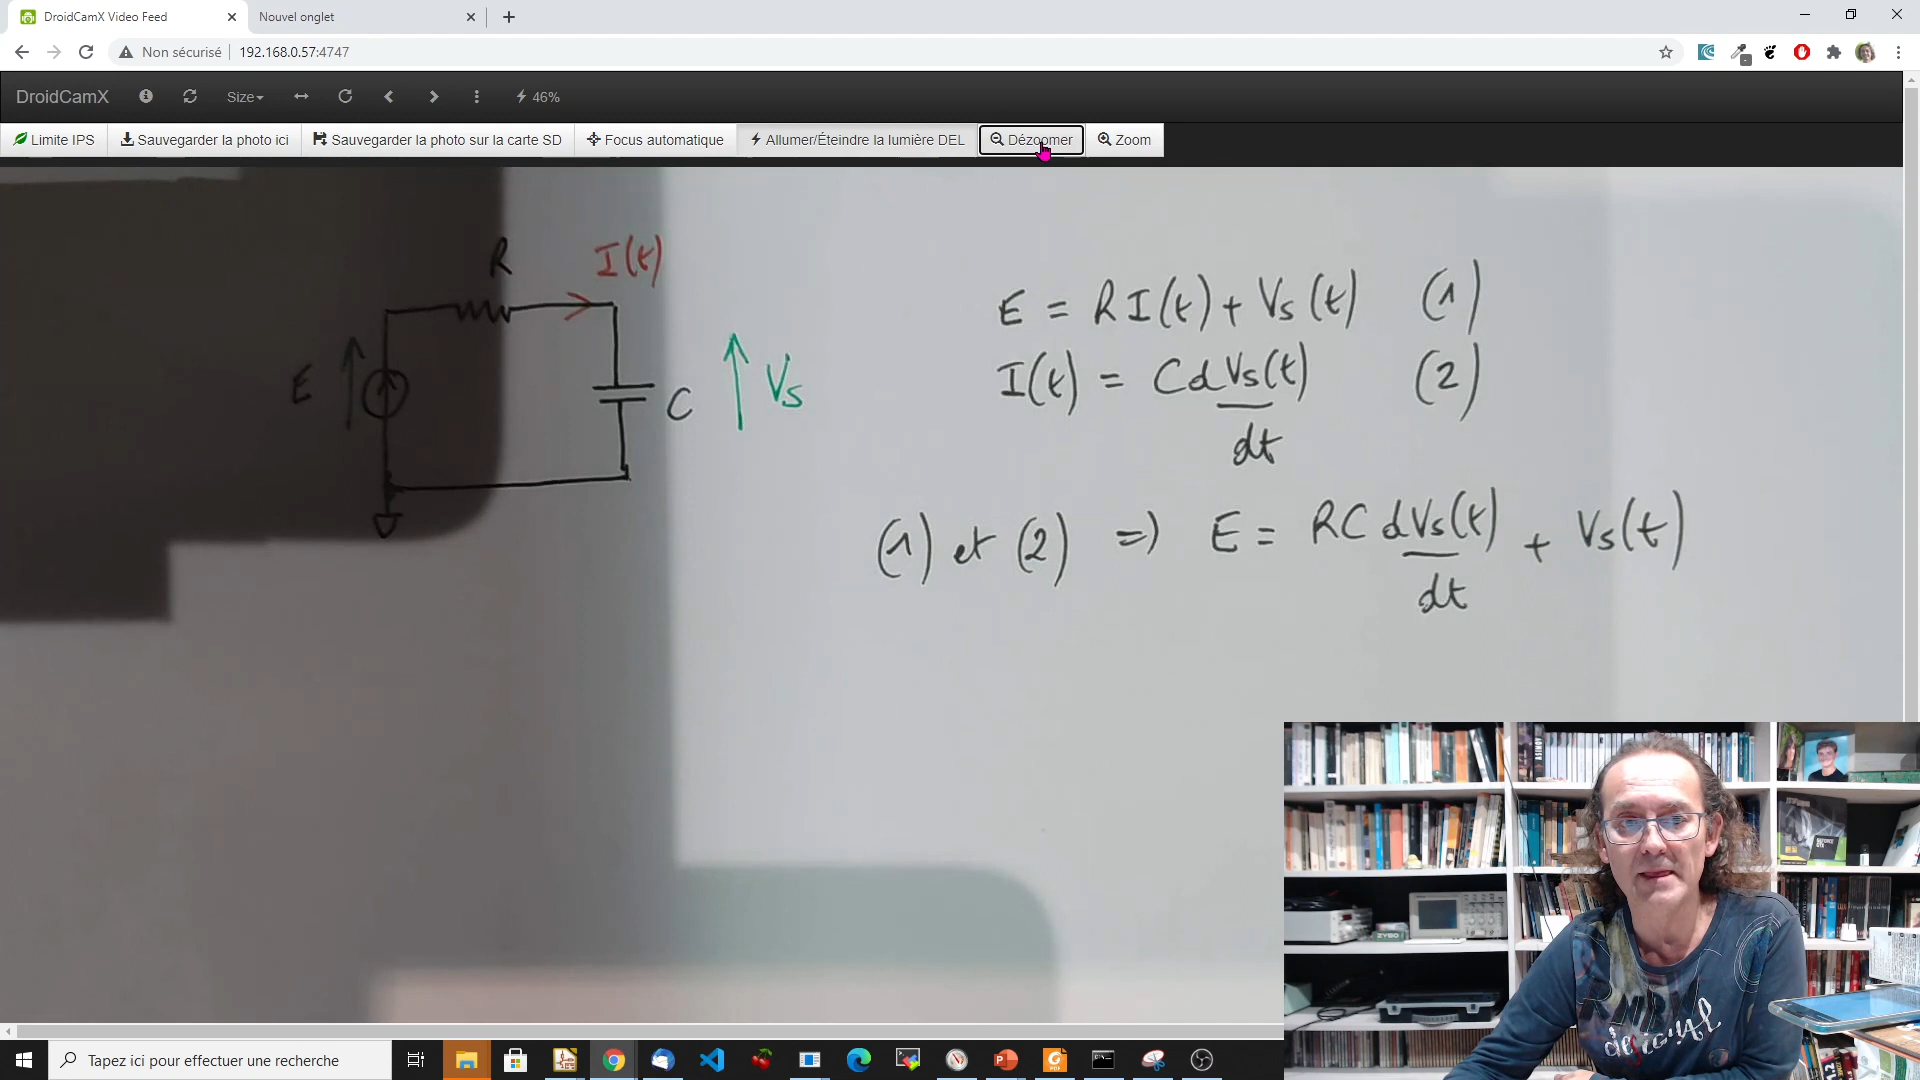 DroidCamX Video Feed
Nouvel onglet
Non sécurisé 192.168.0.57:4747
DroidCamX Size 46%
Limite IPS Sauvegarder la photo ici Sauvegarder la photo sur la carte SD Focus automatique Allumer/Éteindre la lumière DEL Dézoomer Zoom
R
I(t)
E
C
Vs
E = RI(t) + Vs(t) (1)
I(t) = C dVs(t) (2)
dt
(1) et (2) => E = RC dVs(t) + Vs(t)
dt
ZYBO
Tapez ici pour effectuer une recherche